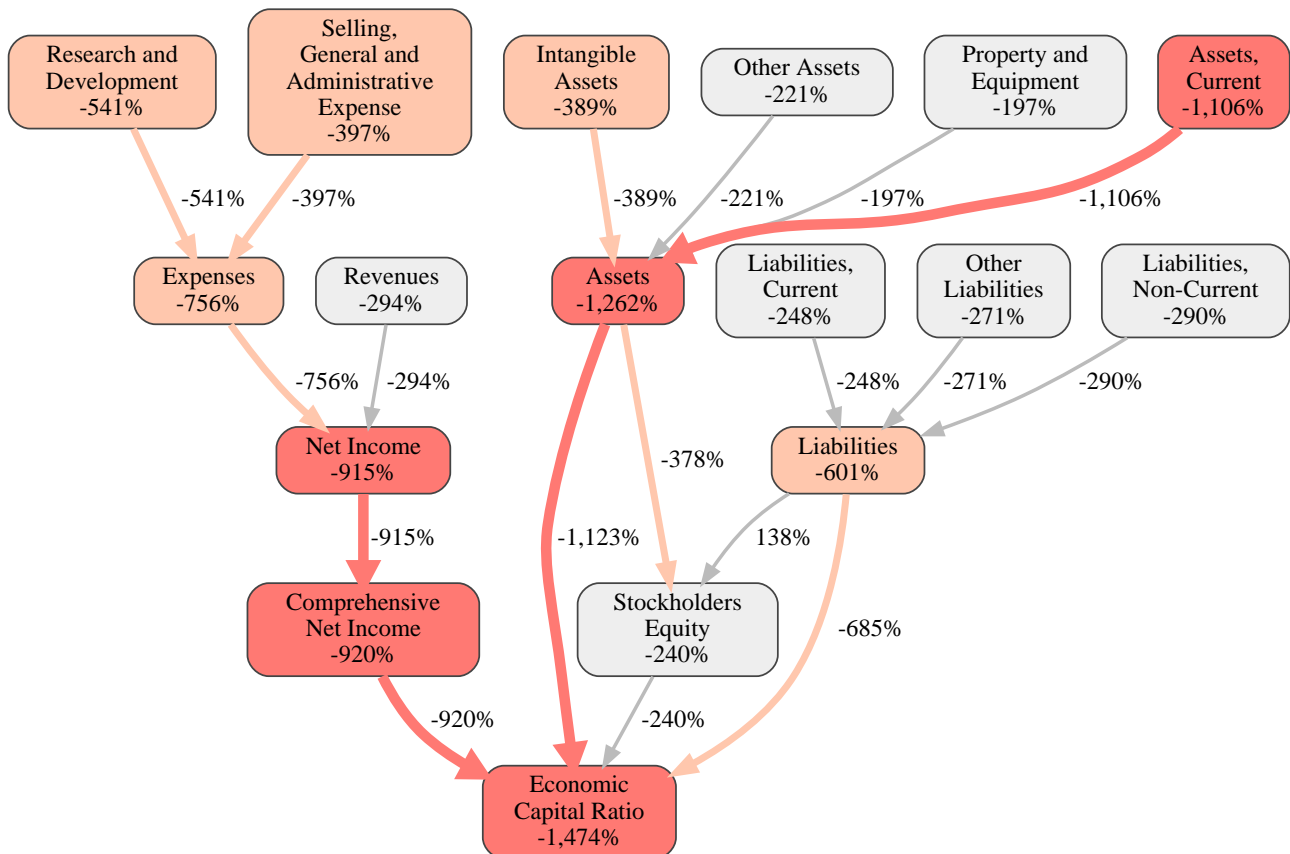 Research and
Development
-541%
Selling,
General and
Administrative
Expense
-397%
Intangible
Assets
-389%
Other Assets
-221%
Property and
Equipment
-197%
Assets,
Current
-1,106%
-541%
-397%
-389%
-221%
-197%
-1,106%
Expenses
-756%
Revenues
-294%
Assets
-1,262%
Liabilities,
Current
-248%
Other
Liabilities
-271%
Liabilities,
Non-Current
-290%
-756%
-294%
-248%
-271%
-290%
Net Income
-915%
-378%
Liabilities
-601%
-915%
-1,123%
138%
Comprehensive
Net Income
-920%
Stockholders
Equity
-240%
-685%
-920%
-240%
Economic
Capital Ratio
-1,474%